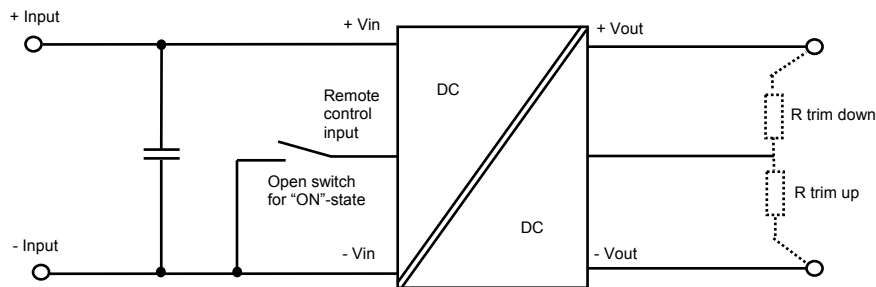 + Input
+ Vin
+ Vout
DC
Remote
control
input
R trim down
Open switch
for “ON”-state
R trim up
DC
- Input
- Vin
- Vout